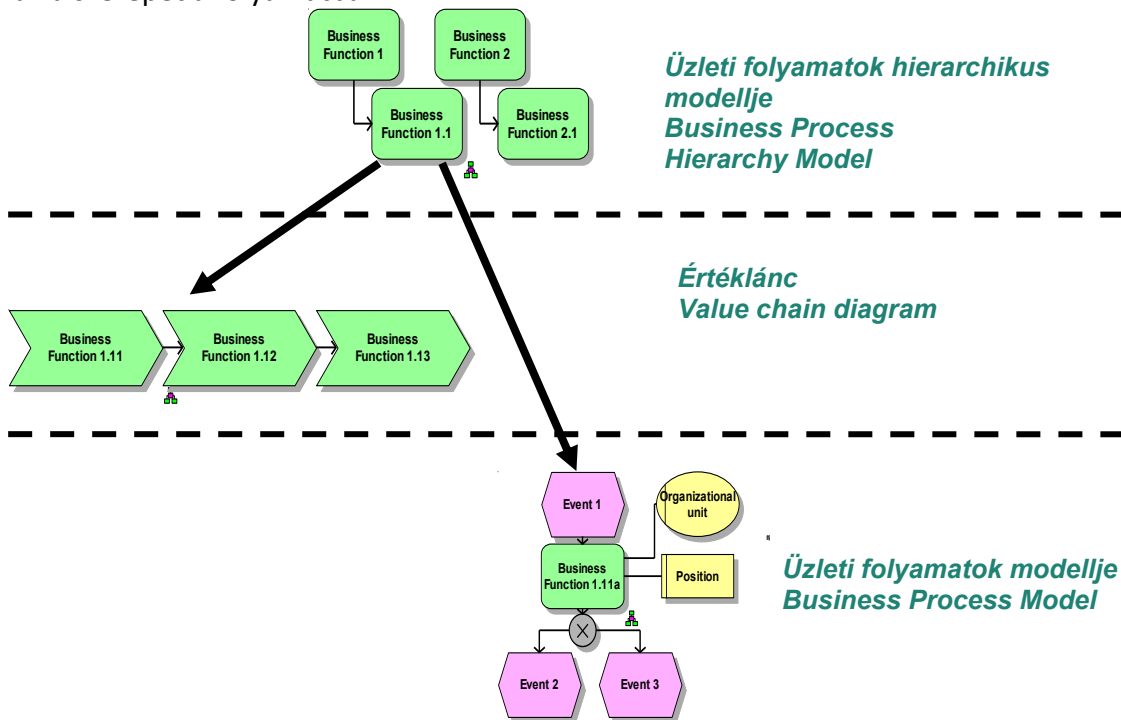 Business
Function 1
Business
Function 2
Üzleti folyamatok hierarchikus
modellje
Business Process
Hierarchy Model
Business
Function 1.1
Business
Function 2.1
Értéklánc
Value chain diagram
Business
Function 1.11
Business
Function 1.12
Business
Function 1.13
Event 1
Organizational
unit
Business
Function 1.11a
Position
Üzleti folyamatok modellje
Business Process Model
X
Event 2
Event 3